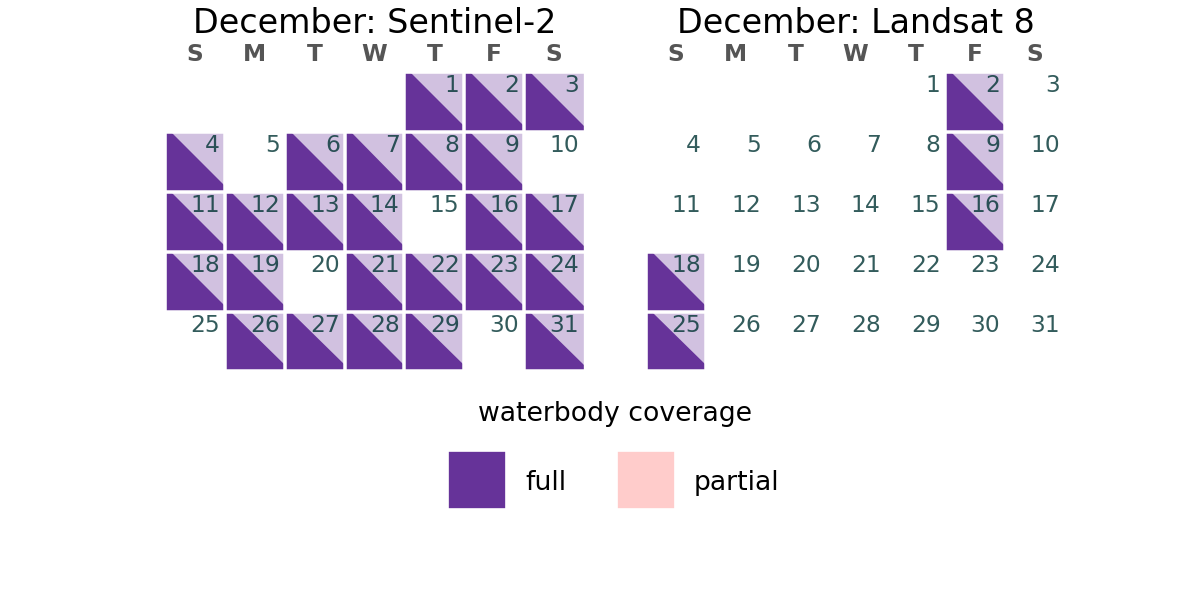 December: Sentinel-2
S M T W T F S
1 2 3
4 5 6 7 8 9 10
11 12 13 14 15 16 17
18 19 20 21 22 23 24
25 26 27 28 29 30 31
December: Landsat 8
S M T W T F S
1 2 3
4 5 6 7 8 9 10
11 12 13 14 15 16 17
18 19 20 21 22 23 24
25 26 27 28 29 30 31
waterbody coverage
full partial